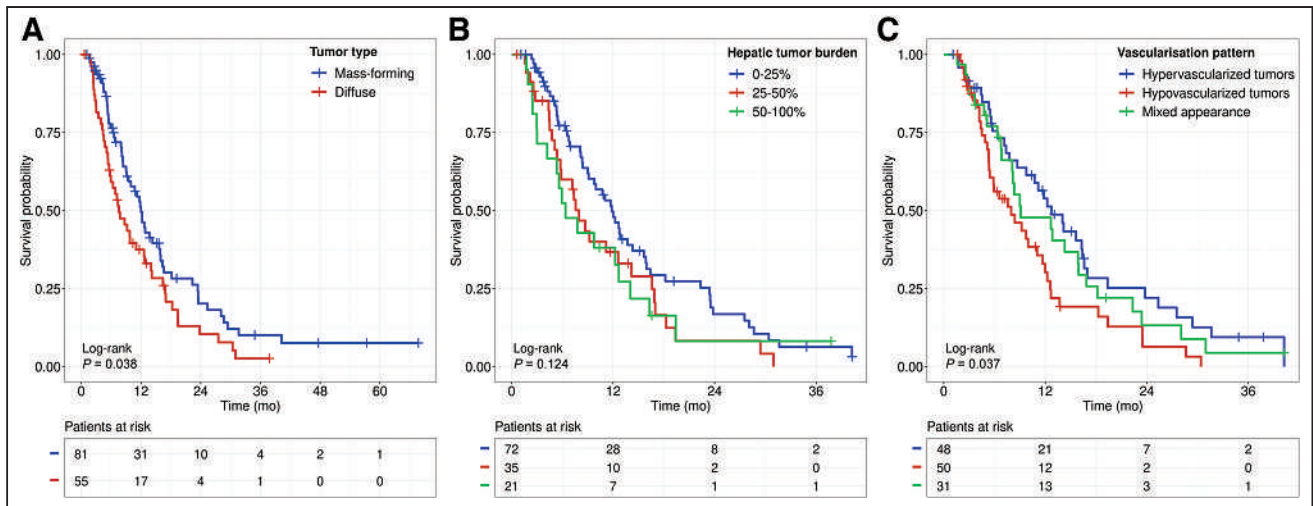 A
Tumor type
Mass-forming
Diffuse
Survival probability
1.00
0.75
0.50
0.25
0.00
Log-rank
P = 0.038
0 12 24 36 48 60
Time (mo)
Patients at risk
81 31 10 4 2 1
55 17 4 1 0 0
B
Hepatic tumor burden
0-25%
25-50%
50-100%
Survival probability
1.00
0.75
0.50
0.25
0.00
Log-rank
P = 0.124
0 12 24 36
Time (mo)
Patients at risk
72 28 8 2
35 10 2 0
21 7 1 1
C
Vascularisation pattern
Hypervascularized tumors
Hypovascularized tumors
Mixed appearance
Survival probability
1.00
0.75
0.50
0.25
0.00
Log-rank
P = 0.037
0 12 24 36
Time (mo)
Patients at risk
48 21 7 2
50 12 2 0
31 13 3 1